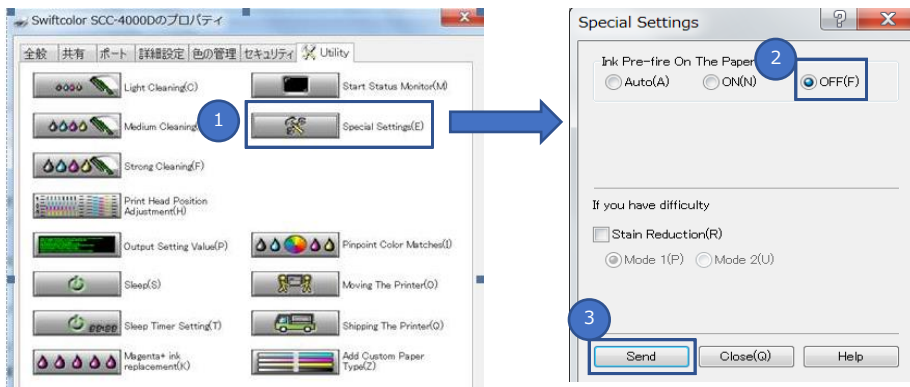 Swiftcolor SCC-4000Dのプロパティ
全般 共有 ポート 詳細設定 色の管理 セキュリティ Utility
Light Cleaning(C)
Start Status Monitor(M)
Medium Cleaning
1
Special Settings(E)
Strong Cleaning(F)
Print Head Position
Adjustment(H)
Output Setting Value(P)
Pinpoint Color Matches(I)
Sleep(S)
Moving The Printer(O)
Sleep Timer Setting(T)
Shipping The Printer(Q)
Magenta+ ink
replacement(K)
Add Custom Paper
Type(Z)
Special Settings
Ink Pre-fire On The Paper
2
Auto(A) ON(N) OFF(F)
If you have difficulty
Stain Reduction(R)
Mode 1(P) Mode 2(U)
3
Send Close(Q) Help